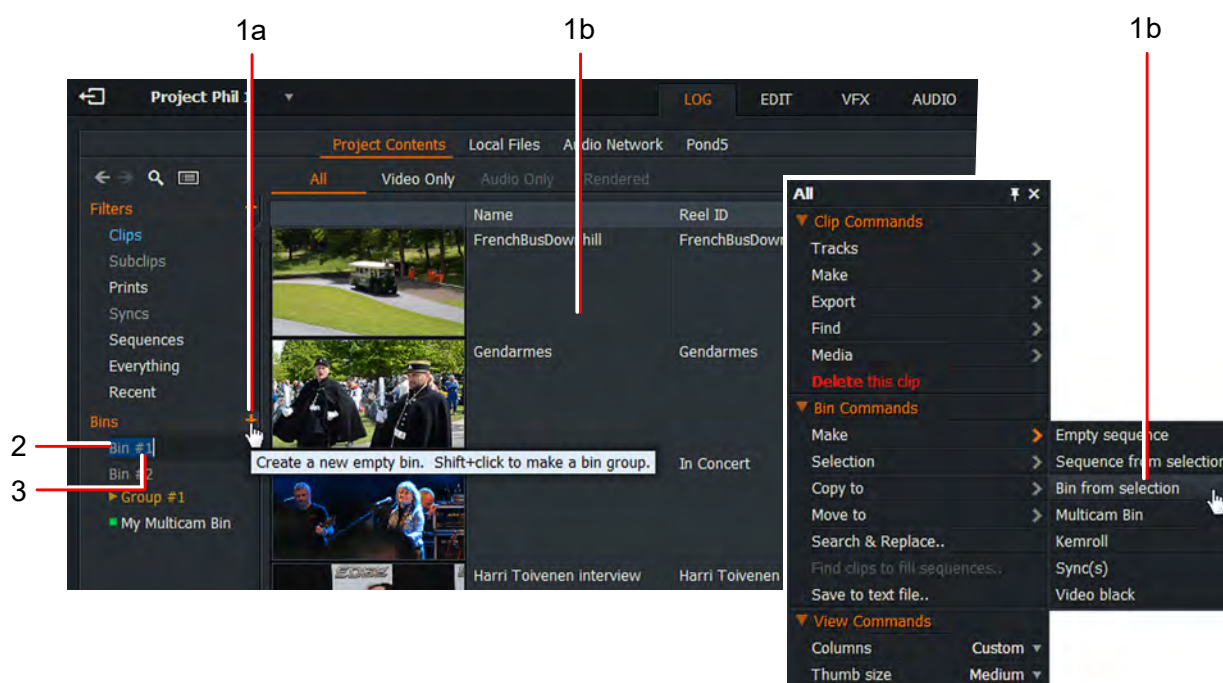 1a
1b
1b
Project Phil 1
LOG
EDIT
VFX
AUDIO
Project Contents
Local Files
Audio Network
Pond5
All
Video Only
Audio Only
Rendered
Filters
+
Clips
Subclips
Prints
Syncs
Sequences
Everything
Recent
Bins
+
2
Bin #1
3
Bin #2
Group #1
My Multicam Bin
Name
Reel ID
FrenchBusDownhill
FrenchBusDown
Gendarmes
Gendarmes
Create a new empty bin. Shift+click to make a bin group.
In Concert
EDGE
Harri Toivenen interview
Harri Toivenen
All
Clip Commands
Tracks
Make
Export
Find
Media
Delete this clip
Bin Commands
Make
Selection
Copy to
Move to
Search & Replace..
Find clips to fill sequences..
Save to text file..
View Commands
Columns
Custom
Thumb size
Medium
Empty sequence
Sequence from selection
Bin from selection
Multicam Bin
Kemroll
Sync(s)
Video black